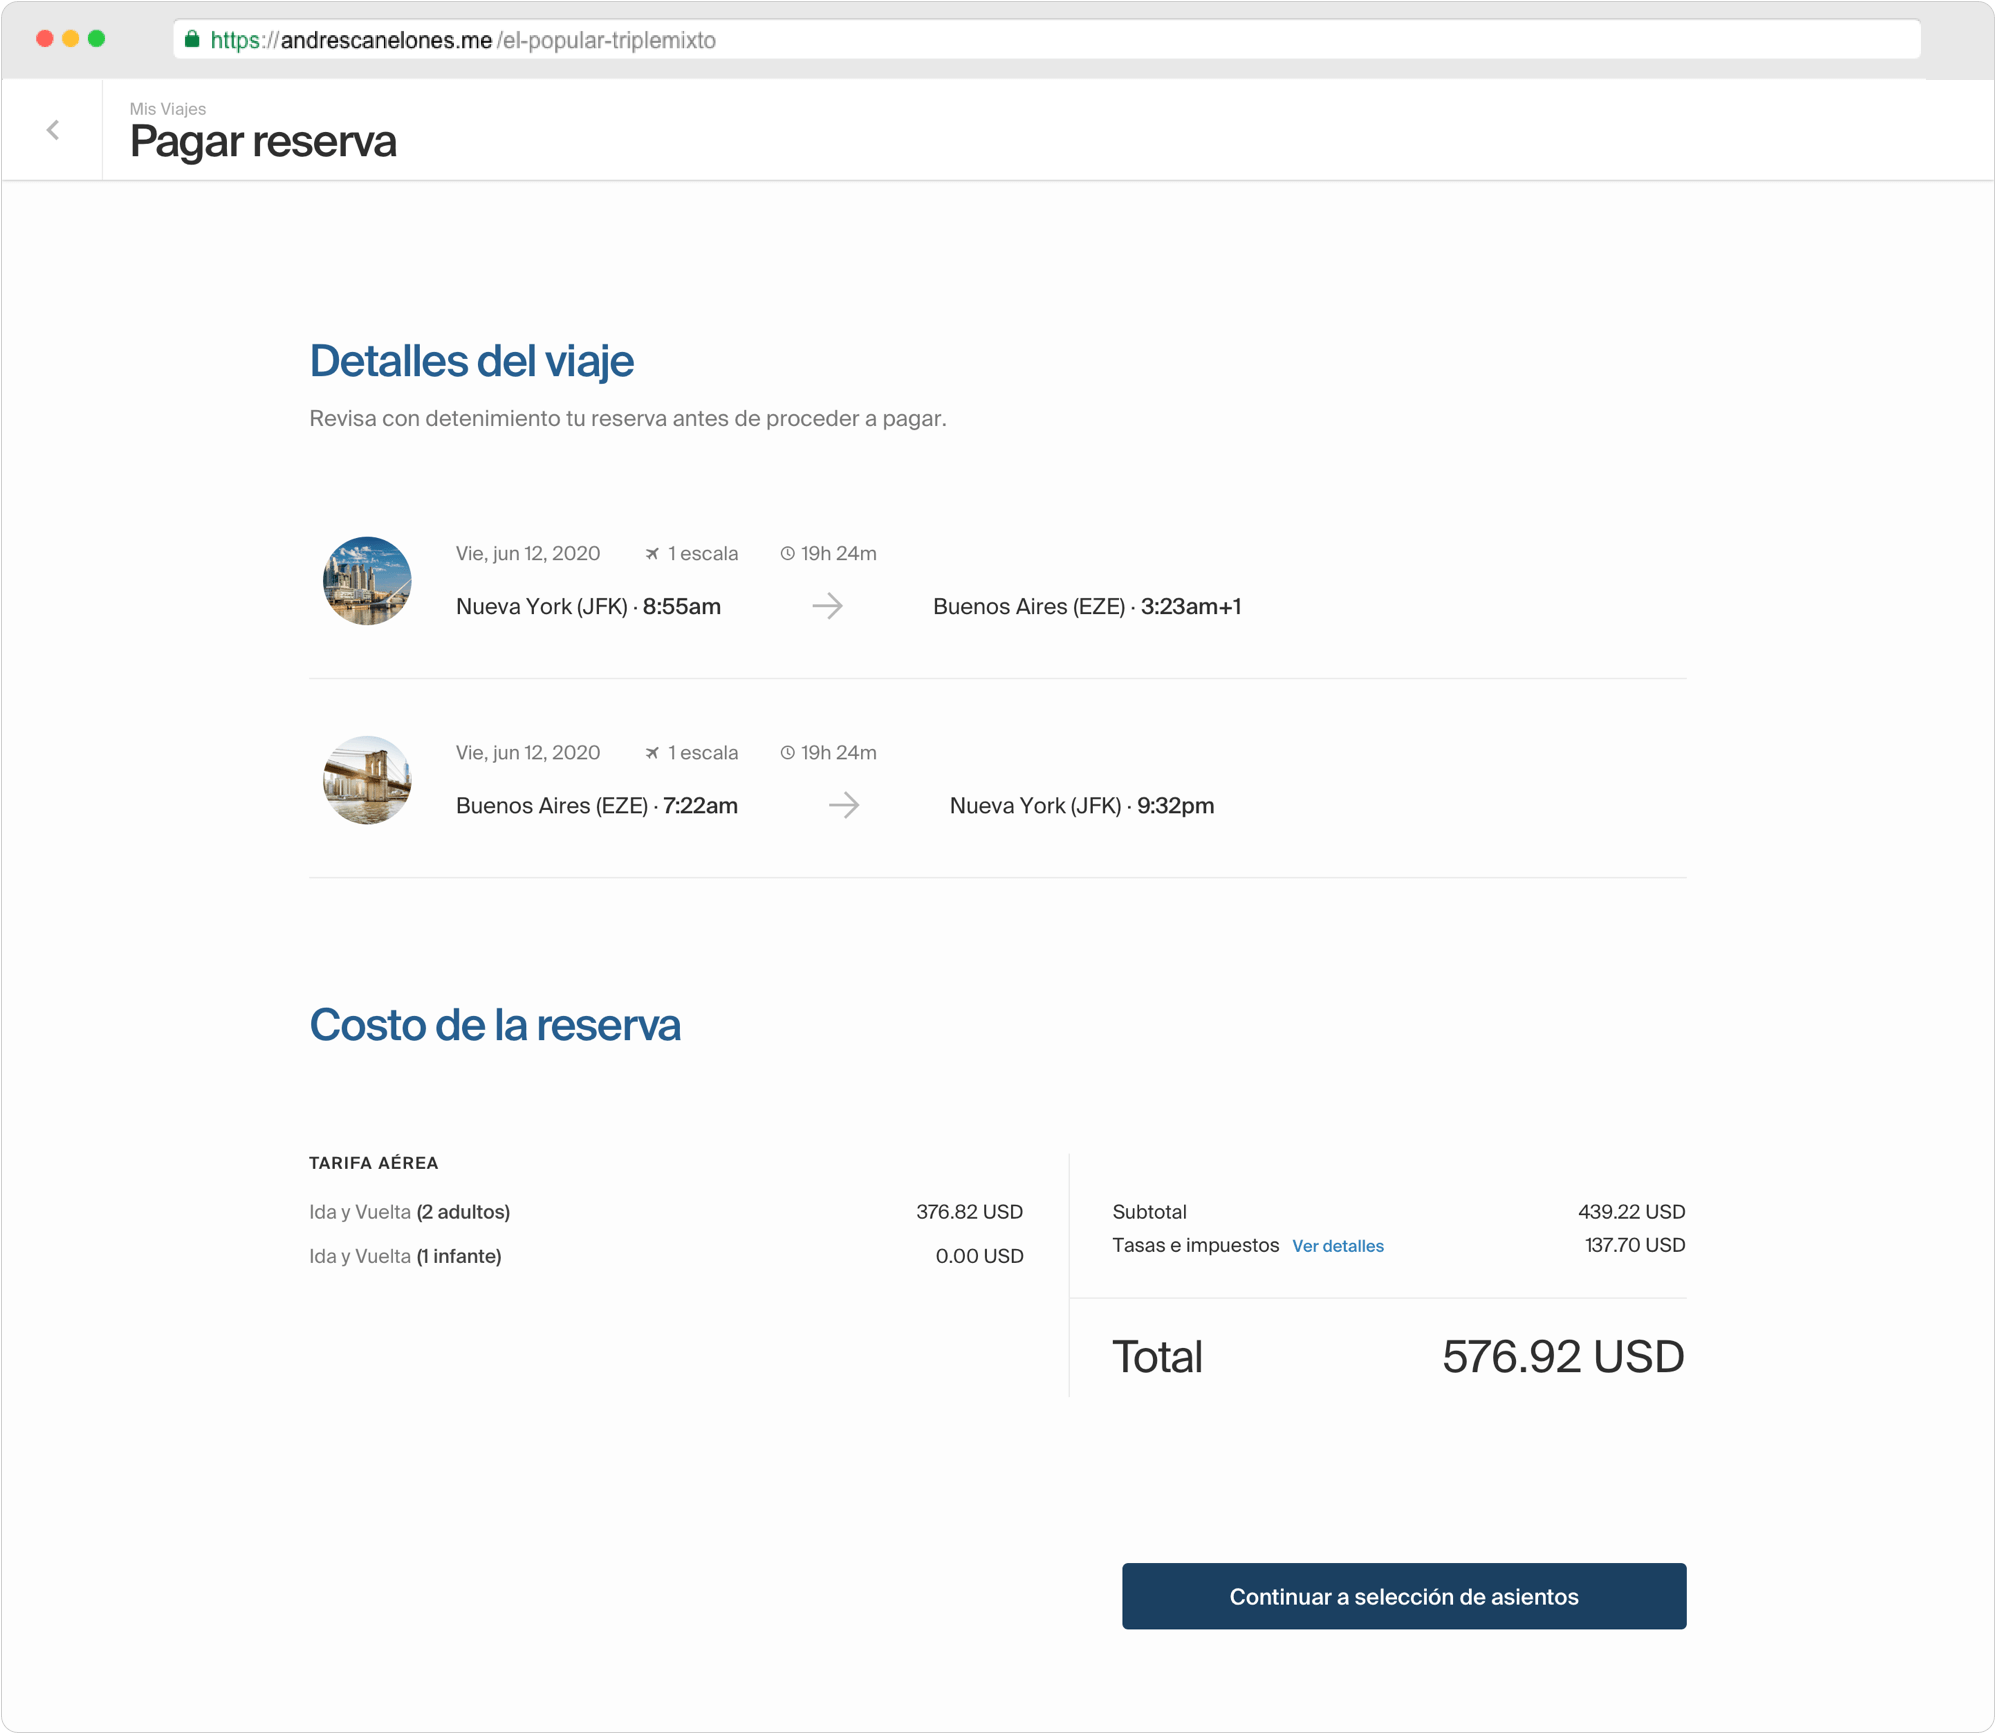 https://andrescanelones.me/el-popular-triplemixto
Mis Viajes
Pagar reserva
Detalles del viaje
Revisa con detenimiento tu reserva antes de proceder a pagar.
Vie, jun 12, 2020 1 escala 19h 24m
Nueva York (JFK) · 8:55am Buenos Aires (EZE) · 3:23am+1
Vie, jun 12, 2020 1 escala 19h 24m
Buenos Aires (EZE) · 7:22am Nueva York (JFK) · 9:32pm
Costo de la reserva
TARIFA AÉREA
Ida y Vuelta (2 adultos) 376.82 USD
Ida y Vuelta (1 infante) 0.00 USD
Subtotal 439.22 USD
Tasas e impuestos Ver detalles 137.70 USD
Total 576.92 USD
Continuar a selección de asientos